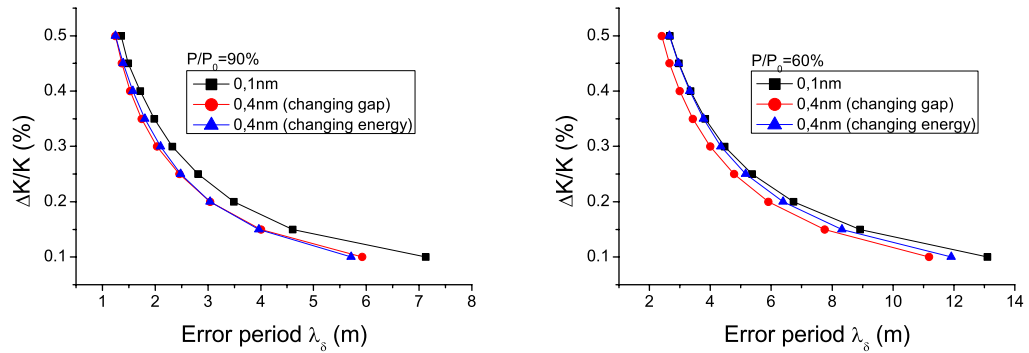 P/P₀=90%
0,1nm
0,4nm (changing gap)
0,4nm (changing energy)
ΔK/K (%)
0.5
0.4
0.3
0.2
0.1
1 2 3 4 5 6 7 8
Error period λδ (m)
P/P₀=60%
0,1nm
0,4nm (changing gap)
0,4nm (changing energy)
ΔK/K (%)
0.5
0.4
0.3
0.2
0.1
2 4 6 8 10 12 14
Error period λδ (m)